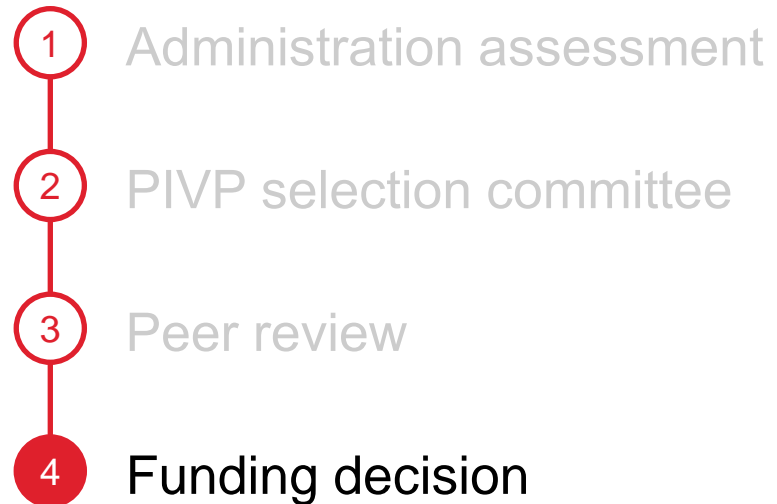 1 Administration assessment
2 PIVP selection committee
3 Peer review
4 Funding decision